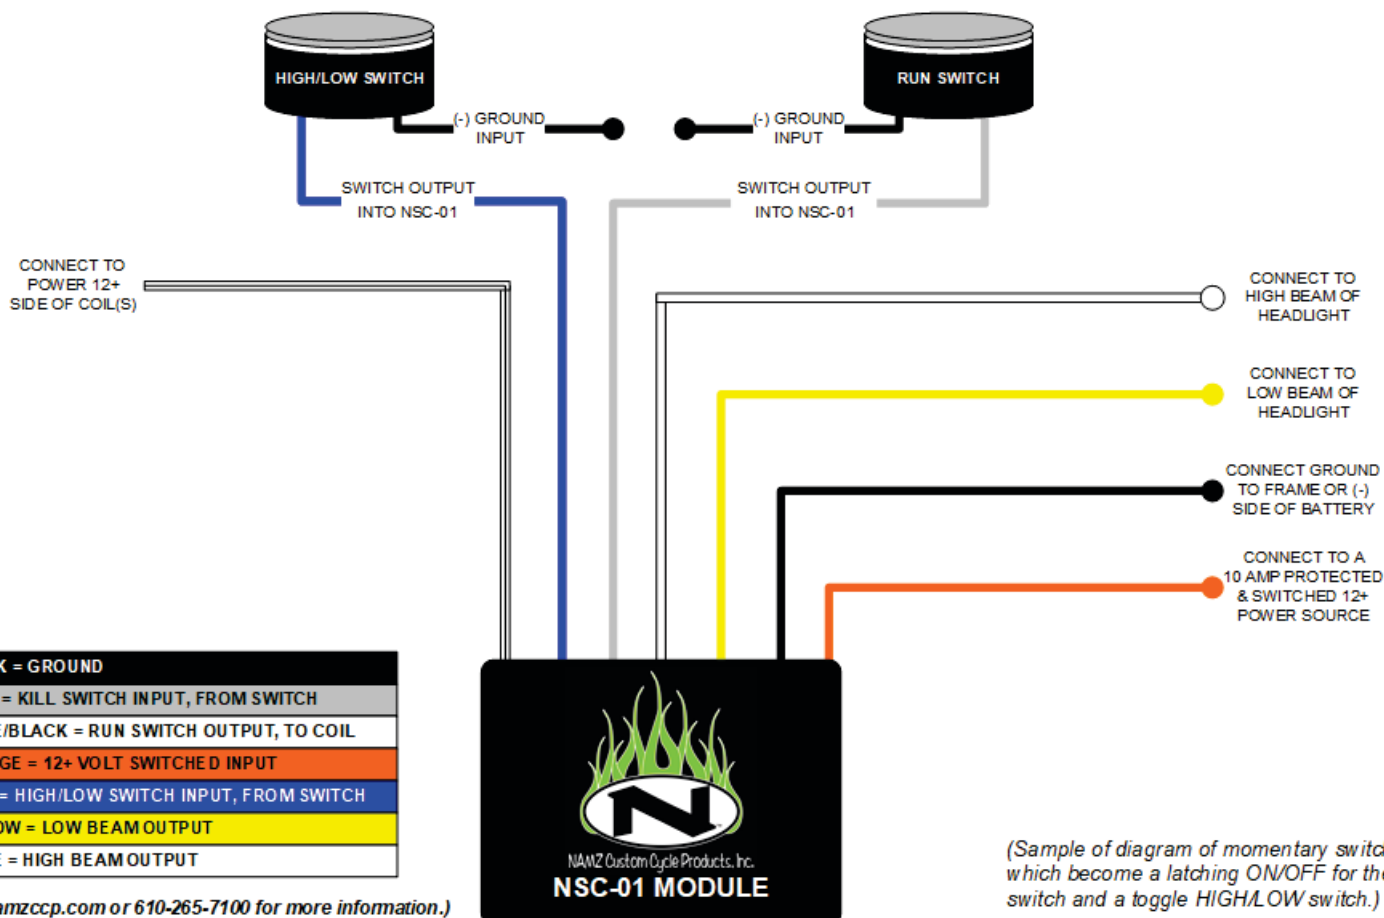 HIGH/LOW SWITCH
RUN SWITCH
(-) GROUND
INPUT
(-) GROUND
INPUT
SWITCH OUTPUT
INTO NSC-01
SWITCH OUTPUT
INTO NSC-01
CONNECT TO
POWER 12+
SIDE OF COIL(S)
CONNECT TO
HIGH BEAM OF
HEADLIGHT
CONNECT TO
LOW BEAM OF
HEADLIGHT
CONNECT GROUND
TO FRAME OR (-)
SIDE OF BATTERY
CONNECT TO A
10 AMP PROTECTED
& SWITCHED 12+
POWER SOURCE
K = GROUND
= KILL SWITCH INPUT, FROM SWITCH
E/BLACK = RUN SWITCH OUTPUT, TO COIL
GE = 12+ VOLT SWITCHED INPUT
= HIGH/LOW SWITCH INPUT, FROM SWITCH
OW = LOW BEAM OUTPUT
E = HIGH BEAM OUTPUT
amzccp.com or 610-265-7100 for more information.)
N
NAMZ Custom Cycle Products, Inc.
NSC-01 MODULE
(Sample of diagram of momentary switc
which become a latching ON/OFF for the
switch and a toggle HIGH/LOW switch.)